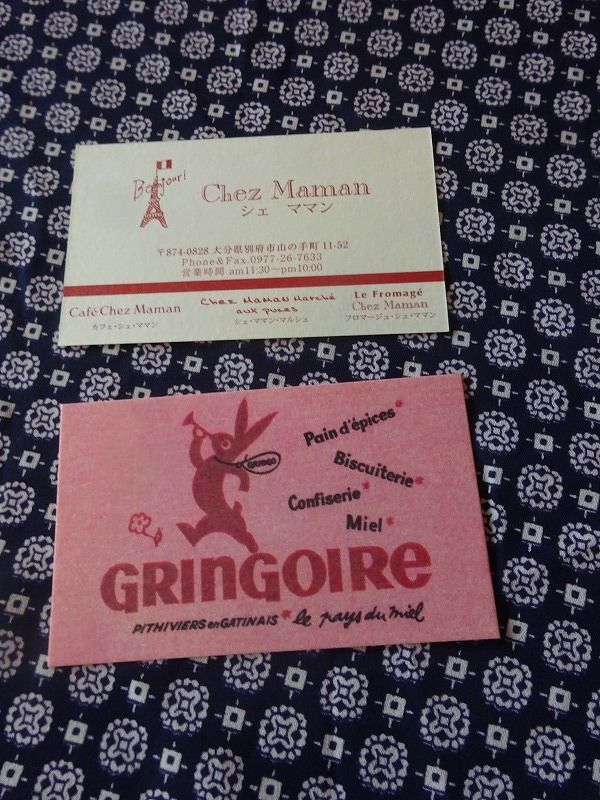 Bonjour!
Chez Maman
シェ ママン
〒874-0828 大分県別府市山の手町 11-52
Phone&Fax.0977-26-7633
営業時間 am11:30~pm10:00
Café Chez Maman
カフェ・シェ・ママン
Chez Maman Marché
aux puces
シェ・ママン・マルシェ
Le Fromagé
Chez Maman
フロマージュ・シェ・ママン
Pain d'épices*
Biscuiterie*
Confiserie*
Miel*
GRINGOIRE
PITHIVIERS en GATINAIS * le pays du miel